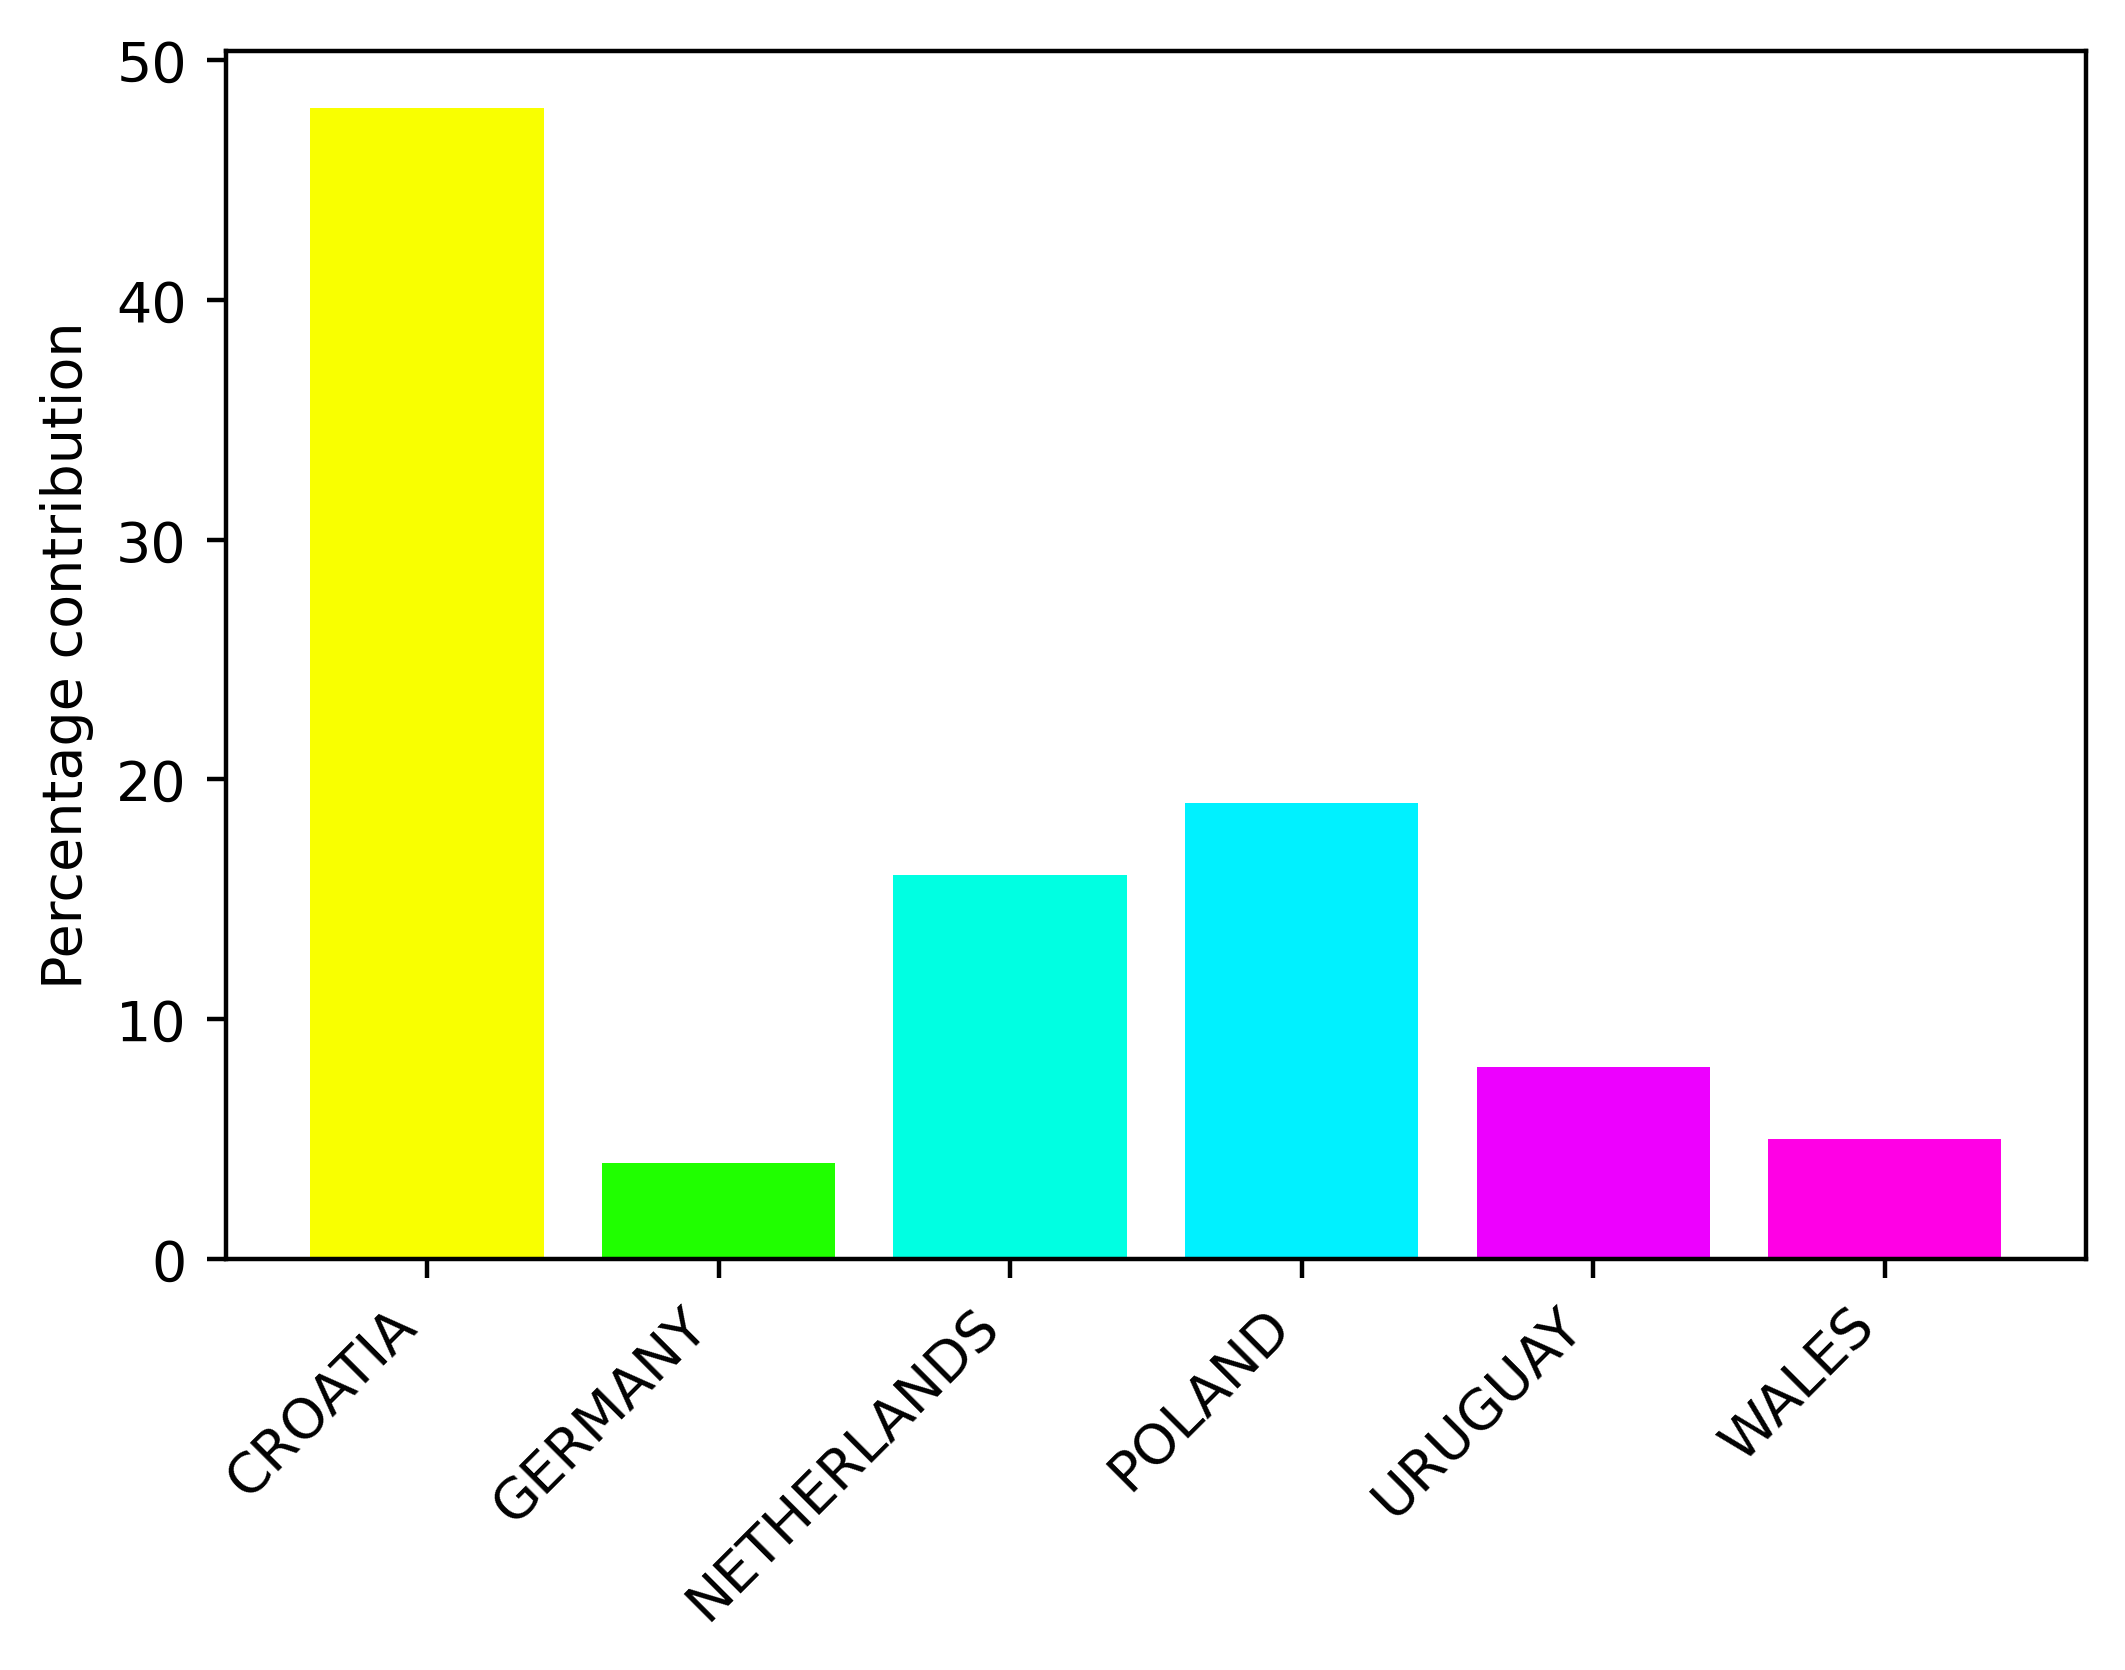 Percentage contribution
50
40
30
20
10
0
CROATIA
GERMANY
NETHERLANDS
POLAND
URUGUAY
WALES